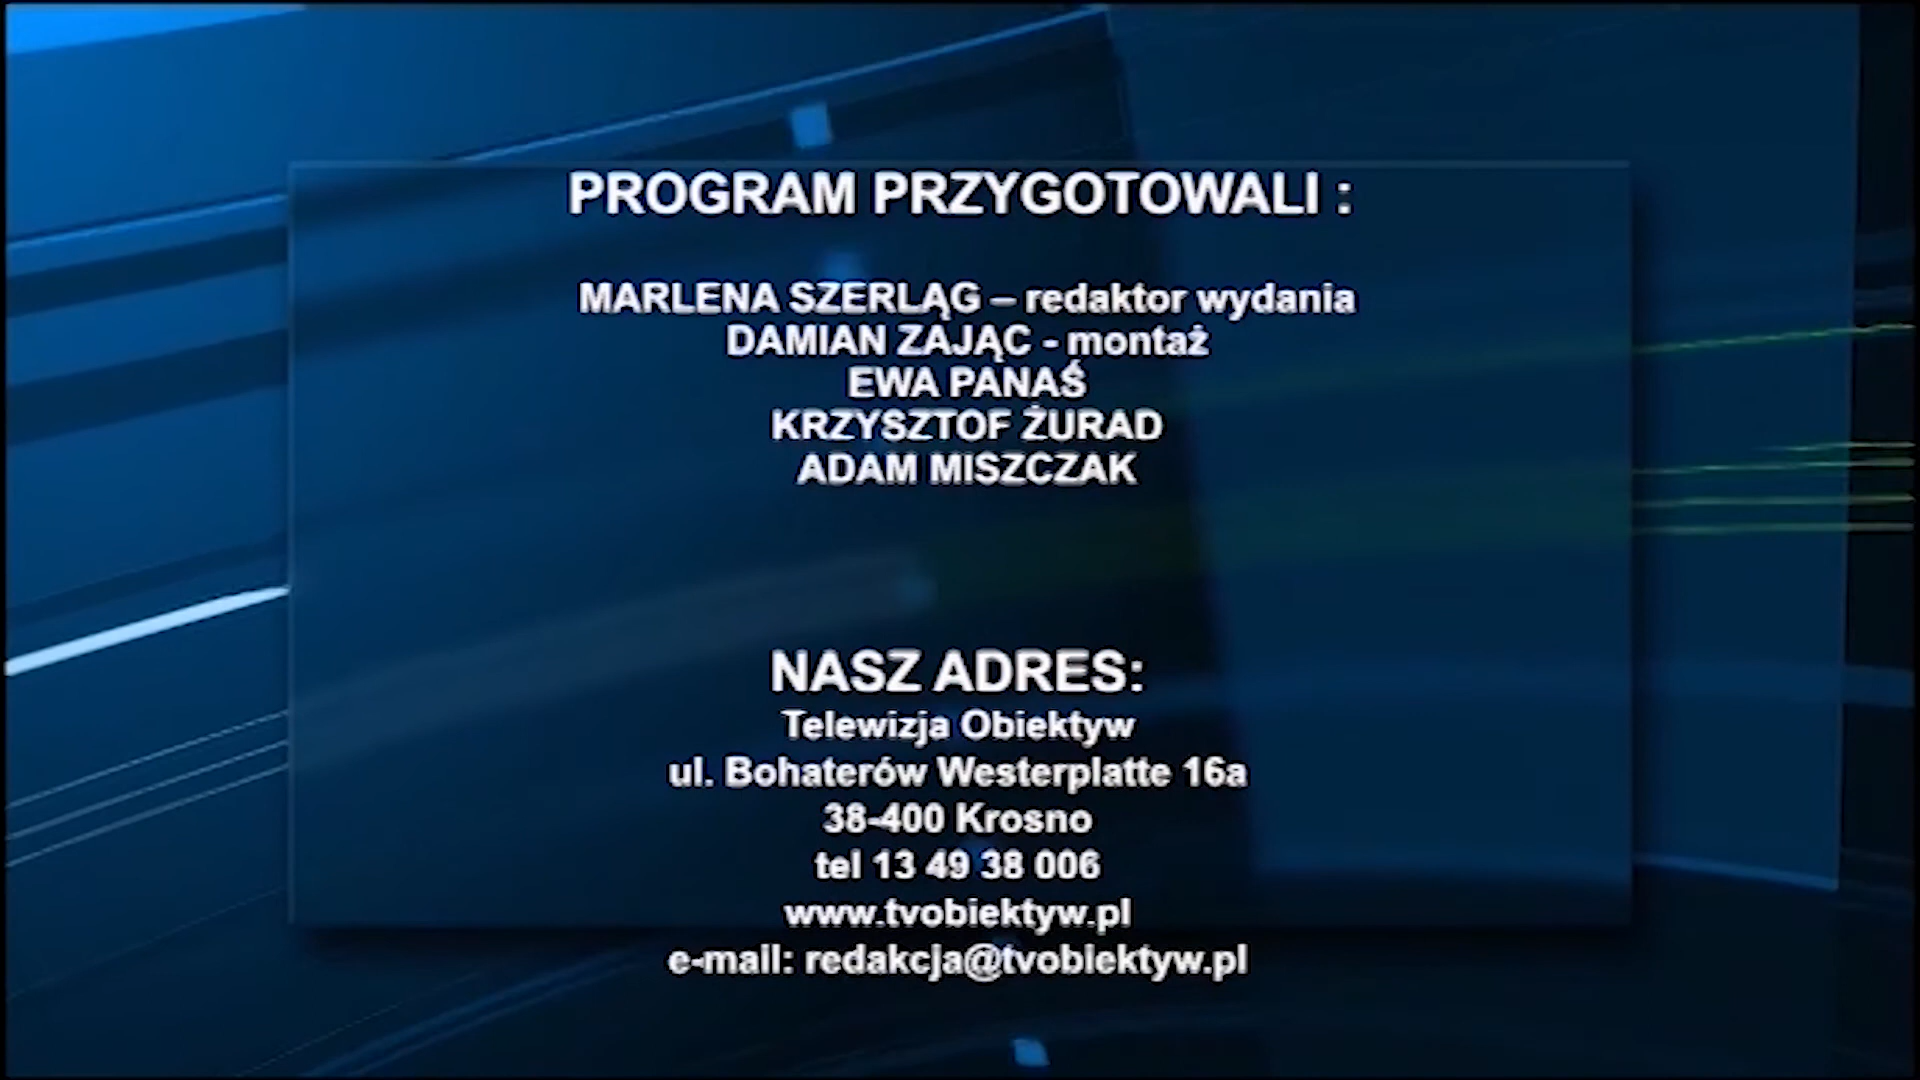 PROGRAM PRZYGOTOWALI :
MARLENA SZERLĄG – redaktor wydania
DAMIAN ZAJĄC - montaż
EWA PANAŚ
KRZYSZTOF ŻURAD
ADAM MISZCZAK
NASZ ADRES:
Telewizja Obiektyw
ul. Bohaterów Westerplatte 16a
38-400 Krosno
tel 13 49 38 006
www.tvobiektyw.pl
e-mail: redakcja@tvobiektyw.pl